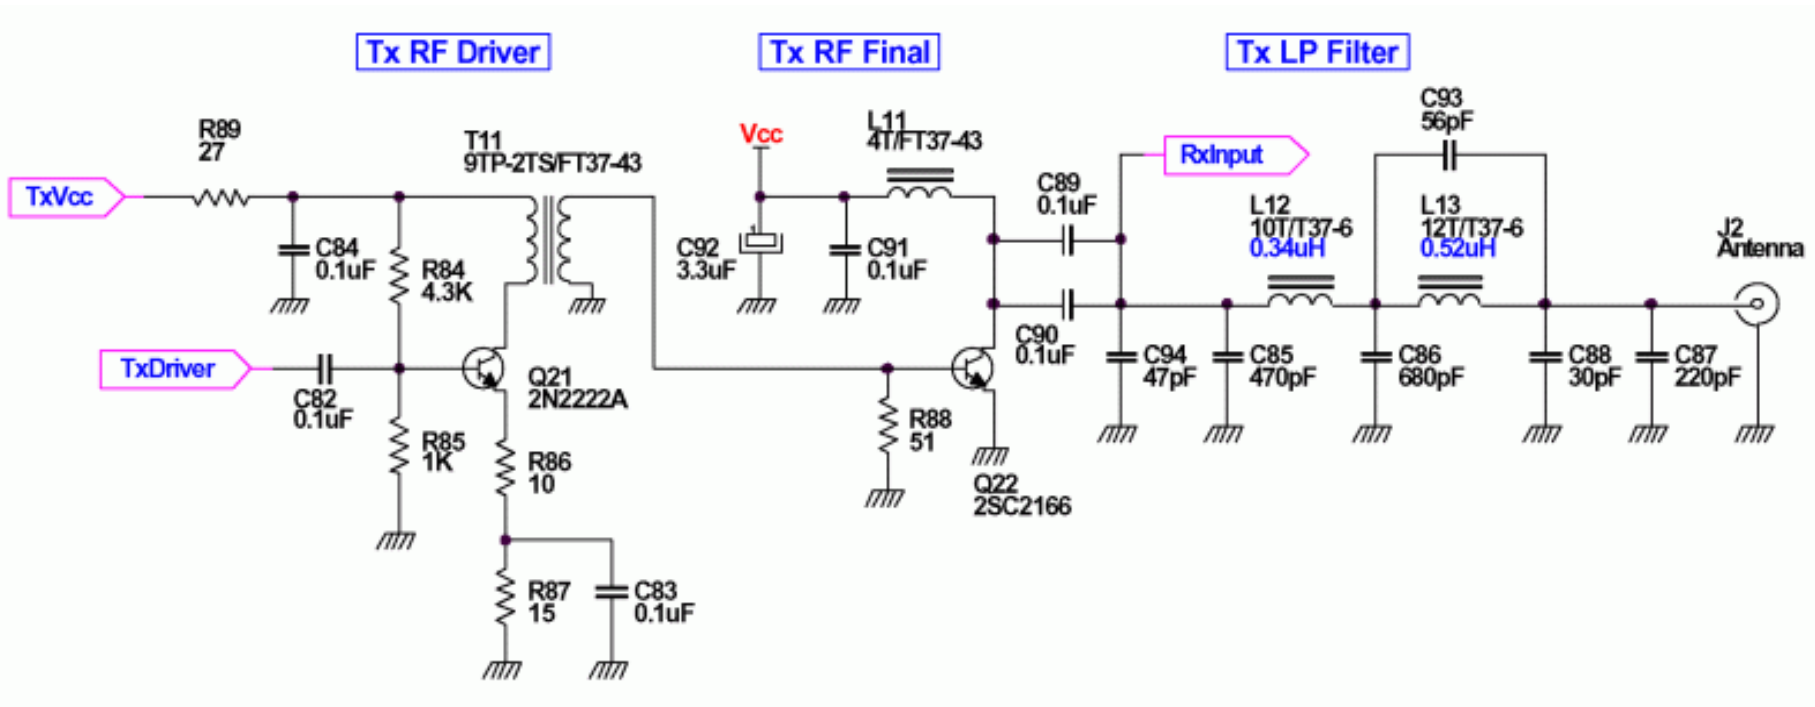 Tx RF Driver
Tx RF Final
Tx LP Filter
TxVcc
R89
27
C84
0.1uF
R84
4.3K
T11
9TP-2TS/FT37-43
TxDriver
C82
0.1uF
R85
1K
Q21
2N2222A
R86
10
R87
15
C83
0.1uF
Vcc
1
C92
3.3uF
C91
0.1uF
L11
4T/FT37-43
R88
51
Q22
2SC2166
C89
0.1uF
C90
0.1uF
RxInput
C94
47pF
C85
470pF
L12
10T/T37-6
0.34uH
C86
680pF
C93
56pF
L13
12T/T37-6
0.52uH
C88
30pF
C87
220pF
J2
Antenna